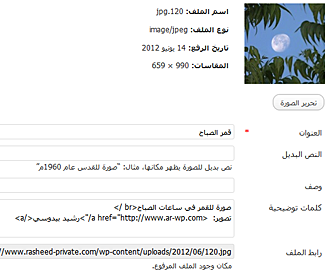 اسم الملف: 120.jpg
نوع الملف: image/jpeg
تاريخ الرفع: 14 يونيو 2012
المقاسات: 990 × 659
تحرير الصورة
العنوان *
قمر الصباح
النص البديل
نص بديل للصورة يظهر مكانها، مثال: "صورة للقدس عام 1960م"
وصف
كلمات توضيحية
صورة للقمر في ساعات الصباح<br />
تصوير: <a href="http://www.ar-wp.com/">رشيد بيدوسي</a>
رابط الملف
//www.rasheed-private.com/wp-content/uploads/2012/06/120.jpg
مكان وجود الملف المرفوع.